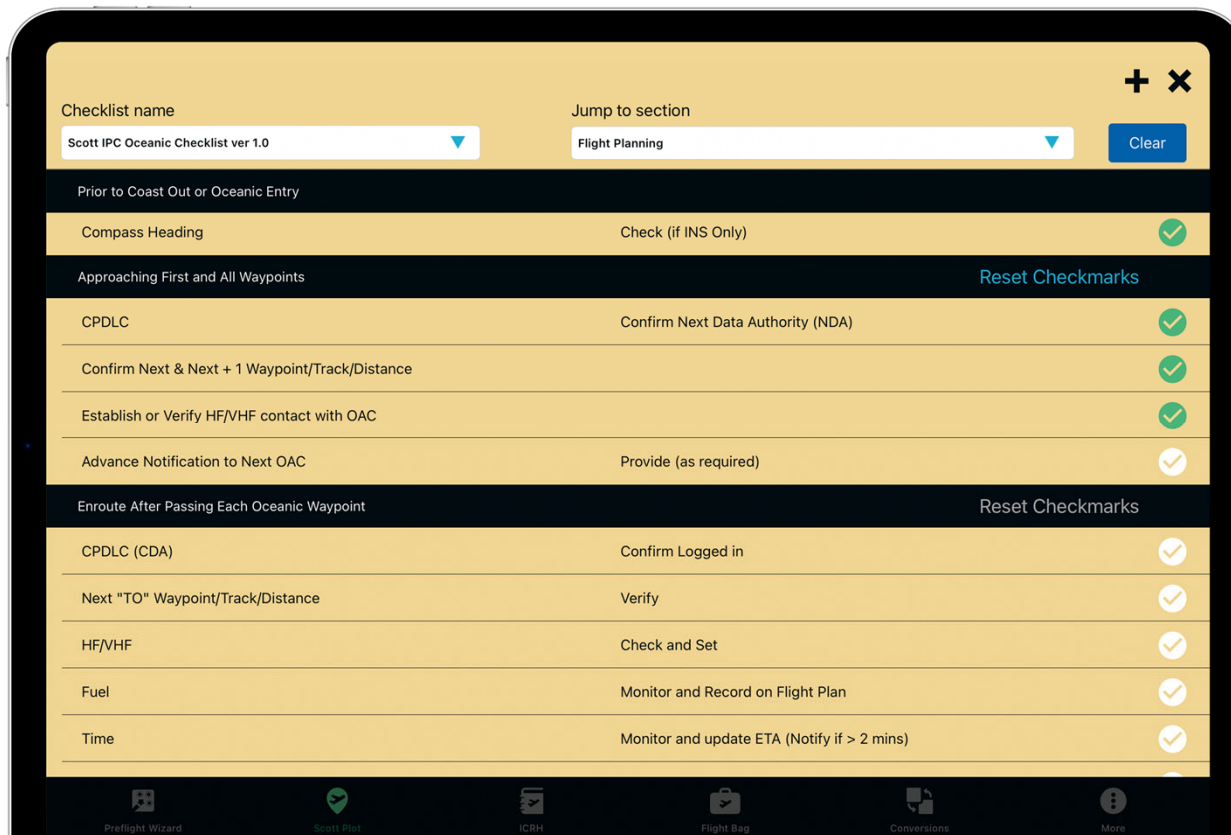 Checklist name
Jump to section
Scott IPC Oceanic Checklist ver 1.0
Flight Planning
Clear
Prior to Coast Out or Oceanic Entry
Compass Heading Check (if INS Only)
Approaching First and All Waypoints Reset Checkmarks
CPDLC Confirm Next Data Authority (NDA)
Confirm Next & Next + 1 Waypoint/Track/Distance
Establish or Verify HF/VHF contact with OAC
Advance Notification to Next OAC Provide (as required)
Enroute After Passing Each Oceanic Waypoint Reset Checkmarks
CPDLC (CDA) Confirm Logged in
Next "TO" Waypoint/Track/Distance Verify
HF/VHF Check and Set
Fuel Monitor and Record on Flight Plan
Time Monitor and update ETA (Notify if > 2 mins)
Preflight Wizard Scott Plot ICRH Flight Bag Conversions More